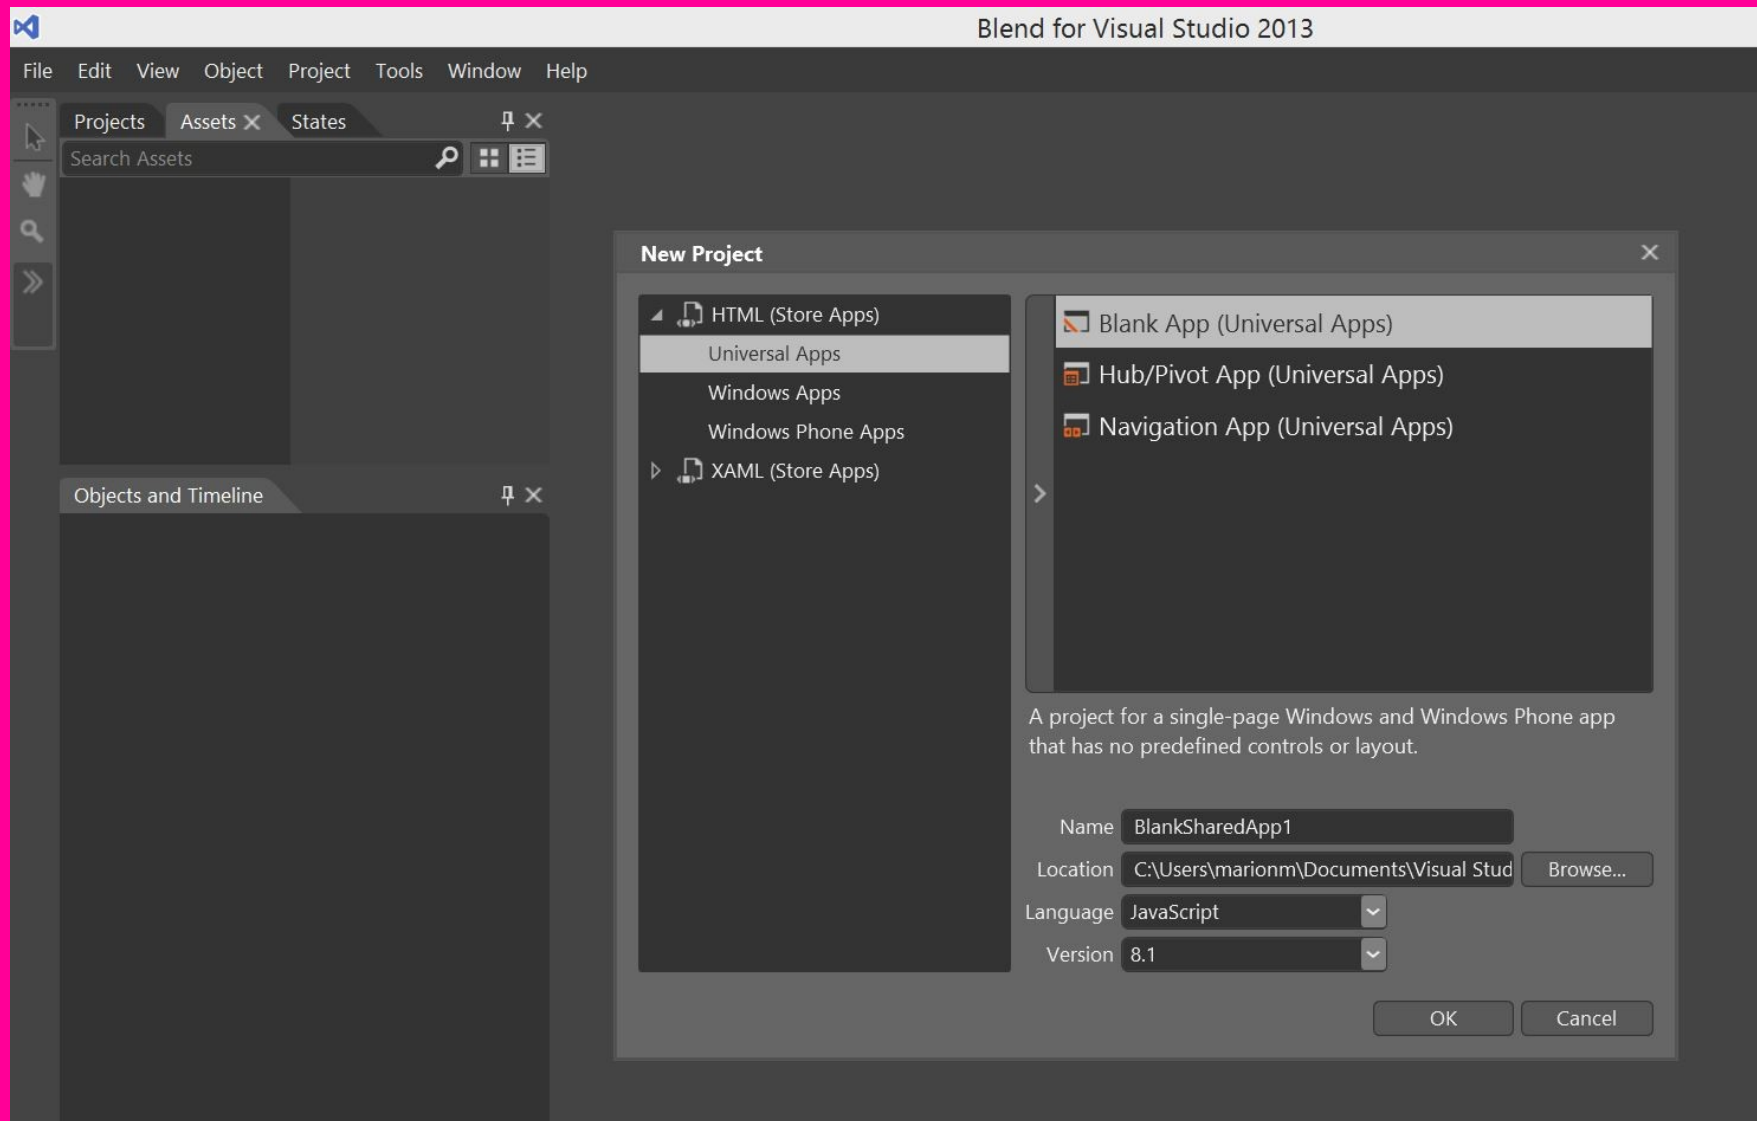 Blend for Visual Studio 2013
File Edit View Object Project Tools Window Help
Projects Assets States
Search Assets
Objects and Timeline
New Project
HTML (Store Apps)
Universal Apps
Windows Apps
Windows Phone Apps
XAML (Store Apps)
Blank App (Universal Apps)
Hub/Pivot App (Universal Apps)
Navigation App (Universal Apps)
A project for a single-page Windows and Windows Phone app
that has no predefined controls or layout.
Name BlankSharedApp1
Location C:\Users\marionm\Documents\Visual Stud Browse...
Language JavaScript
Version 8.1
OK Cancel